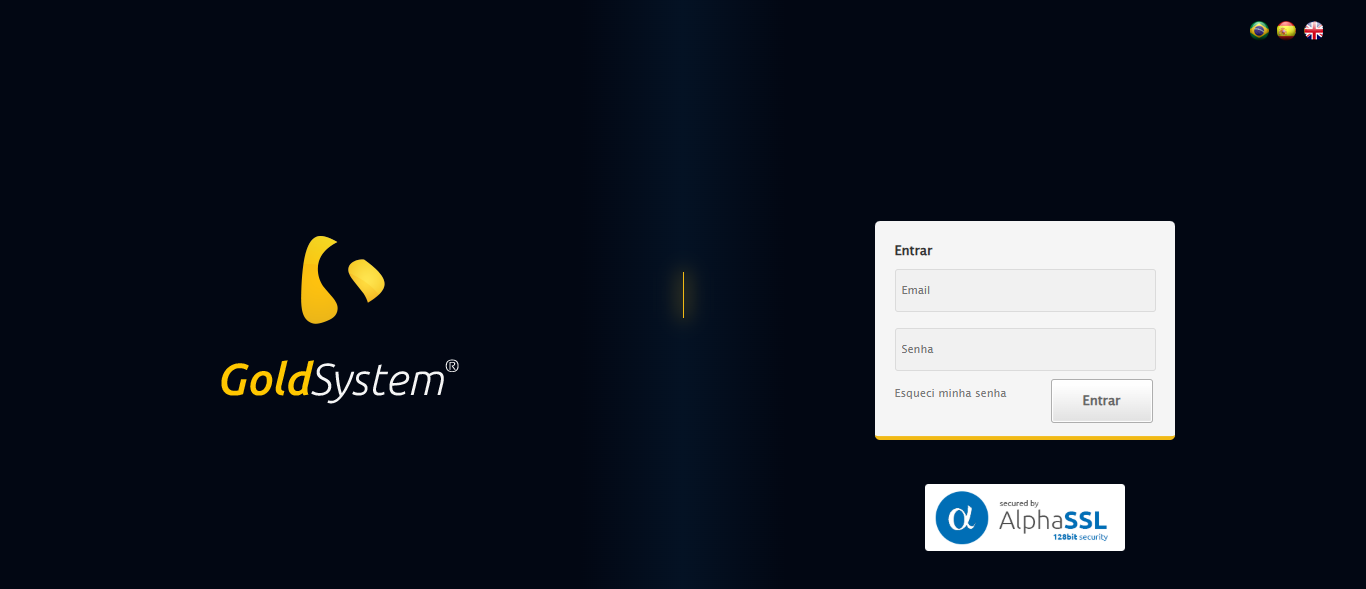 GoldSystem®
Entrar
Email
Senha
Esqueci minha senha
Entrar
secured by
AlphaSSL
128bit security